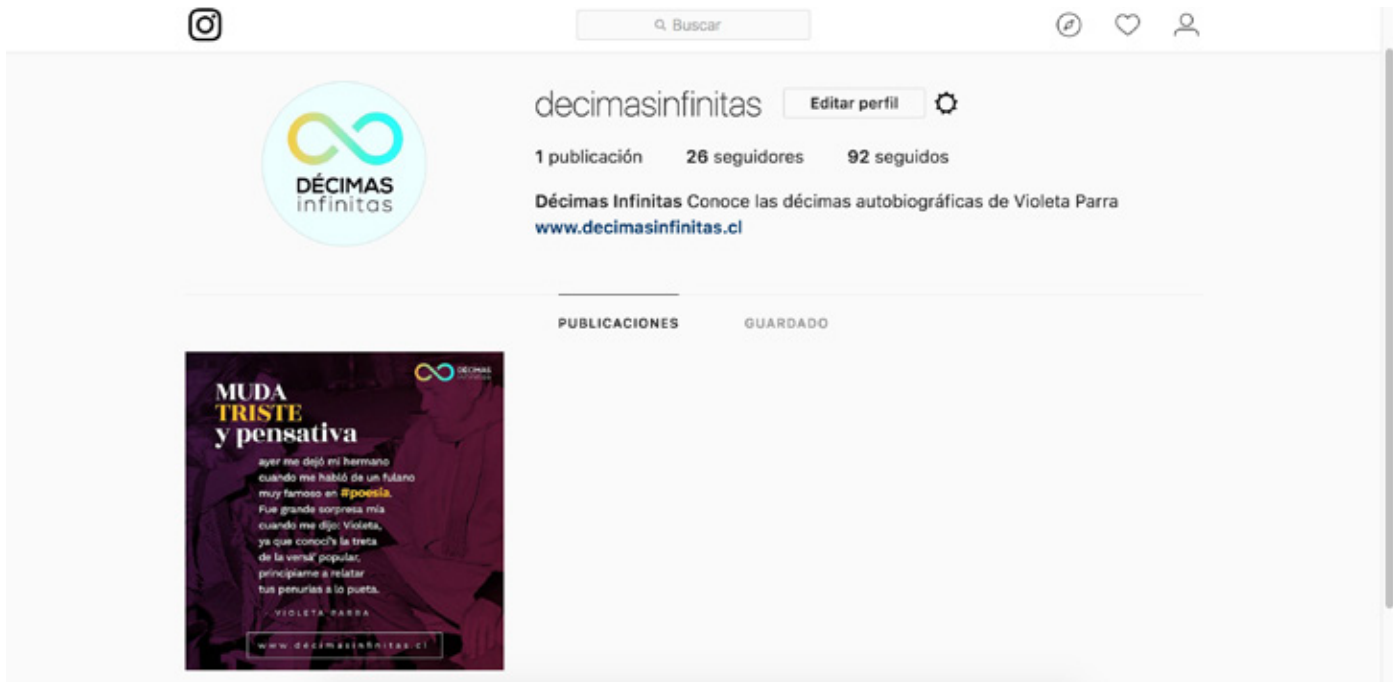 Buscar
decimasinfinitas
Editar perfil
1 publicación 26 seguidores 92 seguidos
Décimas Infinitas Conoce las décimas autobiográficas de Violeta Parra
www.decimasinfinitas.cl
DÉCIMAS
infinitas
PUBLICACIONES GUARDADO
DÉCIMAS
infinitas
MUDA
TRISTE
y pensativa
ayer me dejó mi hermano
cuando me habló de un fulano
muy famoso en #poesía.
Fue grande sorpresa mía
cuando me dijo: Violeta,
ya que conocí's la treta
de la versá' popular,
principiame a relatar
tus penurias a lo pueta.
VIOLETA PARRA
www.decimasinfinitas.cl